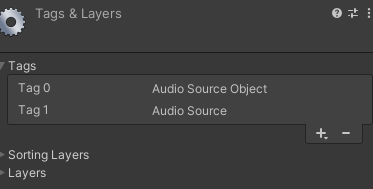 Tags & Layers
Tags
Tag 0 Audio Source Object
Tag 1 Audio Source
Sorting Layers
Layers